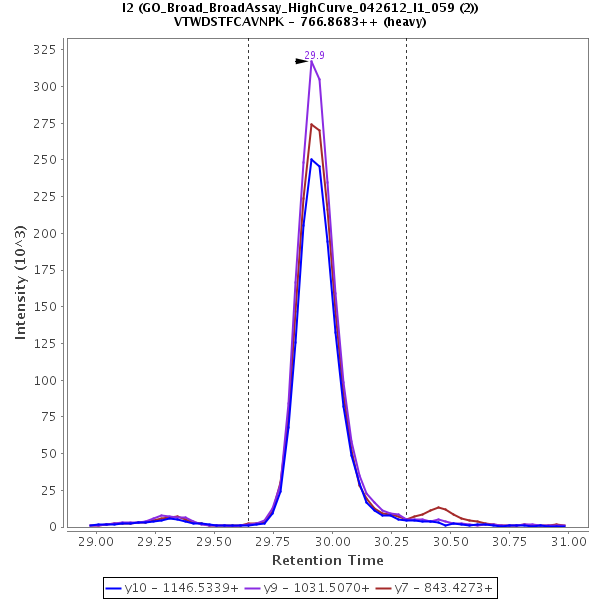 I2 (GO_Broad_BroadAssay_HighCurve_042612_I1_059 (2))
VTWDSTFCAVNPK - 766.8683++ (heavy)
29.9
325
300
275
250
225
200
175
150
125
100
75
50
25
0
Intensity (10^3)
29.00 29.25 29.50 29.75 30.00 30.25 30.50 30.75 31.00
Retention Time
y10 - 1146.5339+ y9 - 1031.5070+ y7 - 843.4273+